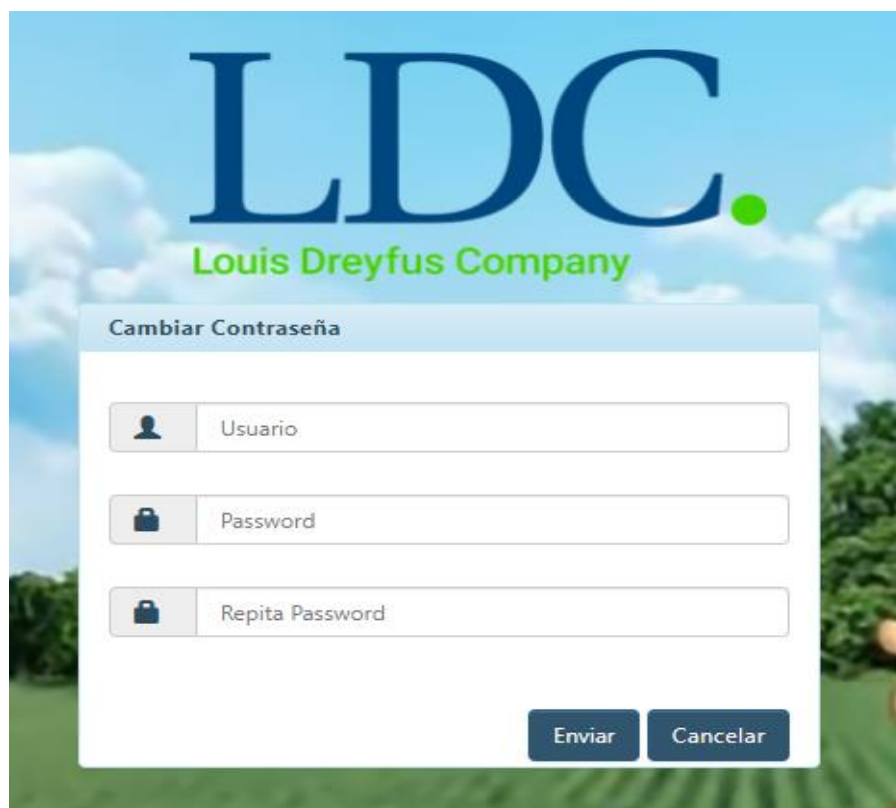 LDC.
Louis Dreyfus Company
Cambiar Contraseña
Usuario
Password
Repita Password
Enviar Cancelar